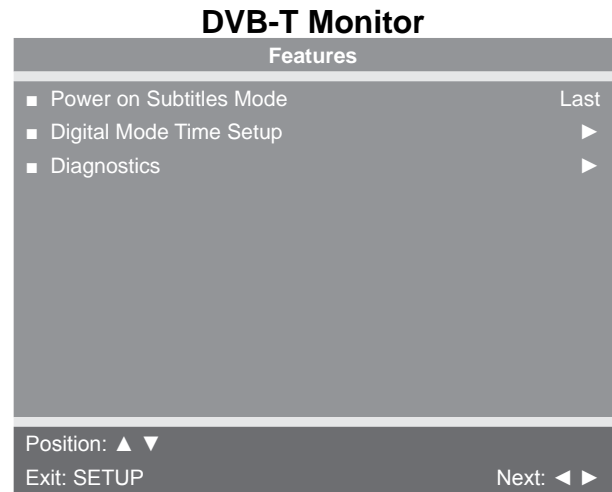 DVB-T Monitor
Features
■ Power on Subtitles Mode Last
■ Digital Mode Time Setup ►
■ Diagnostics ►
Position: ▲ ▼
Exit: SETUP Next: ◄ ►